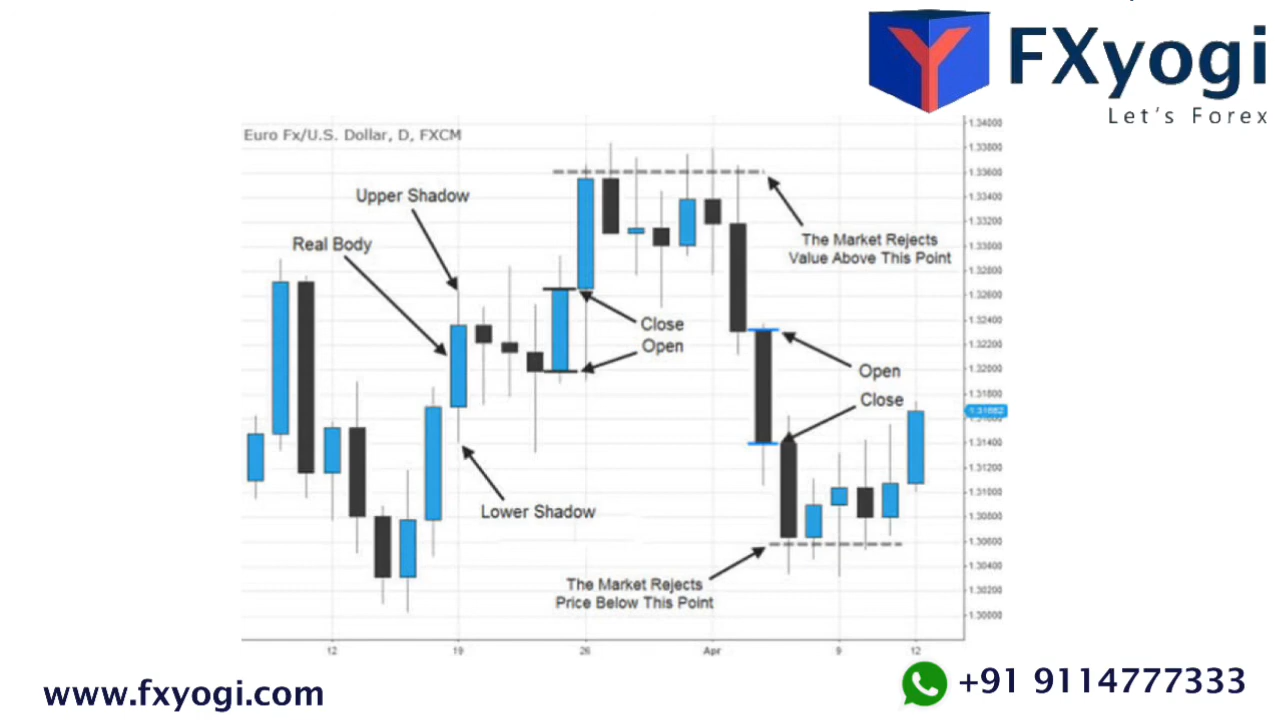 FXyogi
Let's Forex
Euro Fx/U.S. Dollar, D, FXCM
1.34000
1.33800
1.33600
1.33400
1.33200
1.33000
1.32800
1.32600
1.32400
1.32200
1.32000
1.31800
1.31400
1.31200
1.31000
1.30800
1.30600
1.30400
1.30200
1.30000
Upper Shadow
Real Body
The Market Rejects
Value Above This Point
Close
Open
Open
Close
Lower Shadow
The Market Rejects
Price Below This Point
12
19
26
Apr
9
12
www.fxyogi.com
+91 9114777333